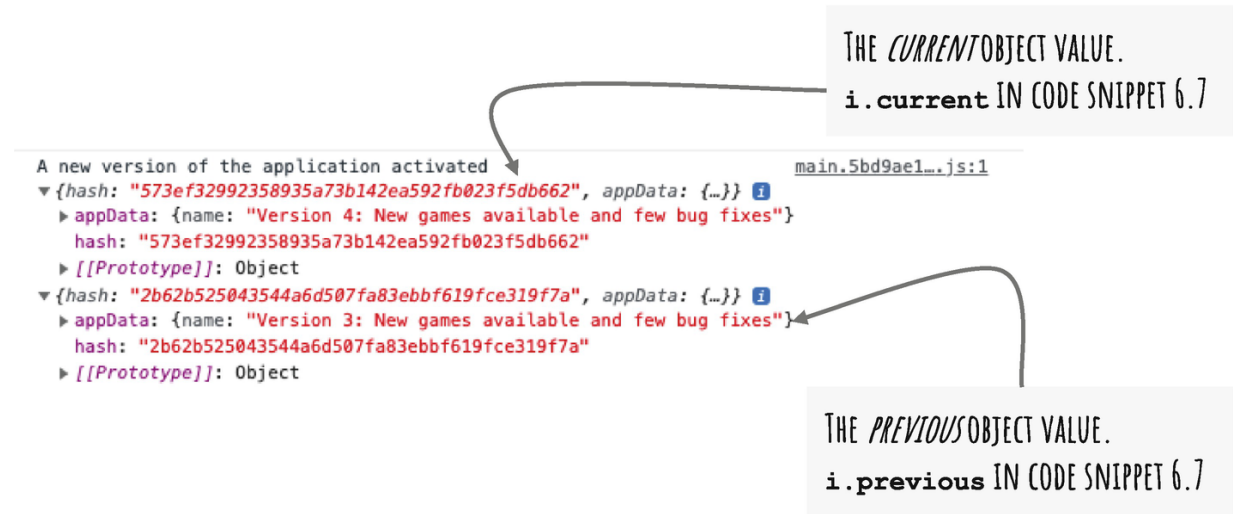 THE CURRENT OBJECT VALUE.
i.current IN CODE SNIPPET 6.7
A new version of the application activated main.5bd9ae1….js:1
▼{hash: "573ef32992358935a73b142ea592fb023f5db662", appData: {…}} i
▶appData: {name: "Version 4: New games available and few bug fixes"}
hash: "573ef32992358935a73b142ea592fb023f5db662"
▶[[Prototype]]: Object
▼{hash: "2b62b525043544a6d507fa83ebbf619fce319f7a", appData: {…}} i
▶appData: {name: "Version 3: New games available and few bug fixes"}
hash: "2b62b525043544a6d507fa83ebbf619fce319f7a"
▶[[Prototype]]: Object
THE PREVIOUS OBJECT VALUE.
i.previous IN CODE SNIPPET 6.7